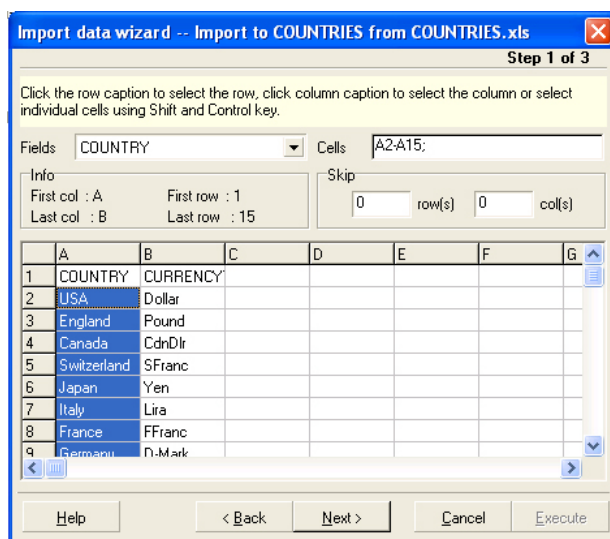 Import data wizard -- Import to COUNTRIES from COUNTRIES.xls
Step 1 of 3
Click the row caption to select the row, click column caption to select the column or select
individual cells using Shift and Control key.
Fields COUNTRY Cells A2-A15;
Info Skip
First col : A First row : 1 0 row(s) 0 col(s)
Last col : B Last row : 15
A B C D E F G
1 COUNTRY CURRENCY
2 USA Dollar
3 England Pound
4 Canada CdnDlr
5 Switzerland SFranc
6 Japan Yen
7 Italy Lira
8 France FFranc
9 Germany D-Mark
Help < Back Next > Cancel Execute